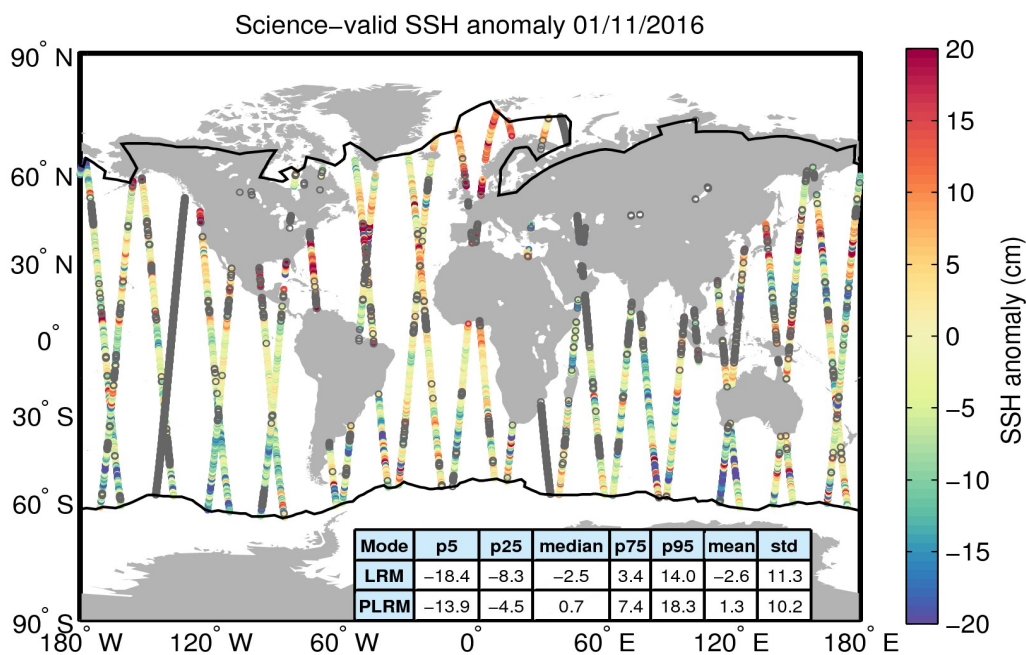 Science−valid SSH anomaly 01/11/2016
90° N
60° N
30° N
0°
30° S
60° S
90° S
180° W
120° W
60° W
0°
60° E
120° E
180° E
Mode p5 p25 median p75 p95 mean std
LRM −18.4 −8.3 −2.5 3.4 14.0 −2.6 11.3
PLRM −13.9 −4.5 0.7 7.4 18.3 1.3 10.2
20
15
10
5
0
−5
−10
−15
−20
SSH anomaly (cm)